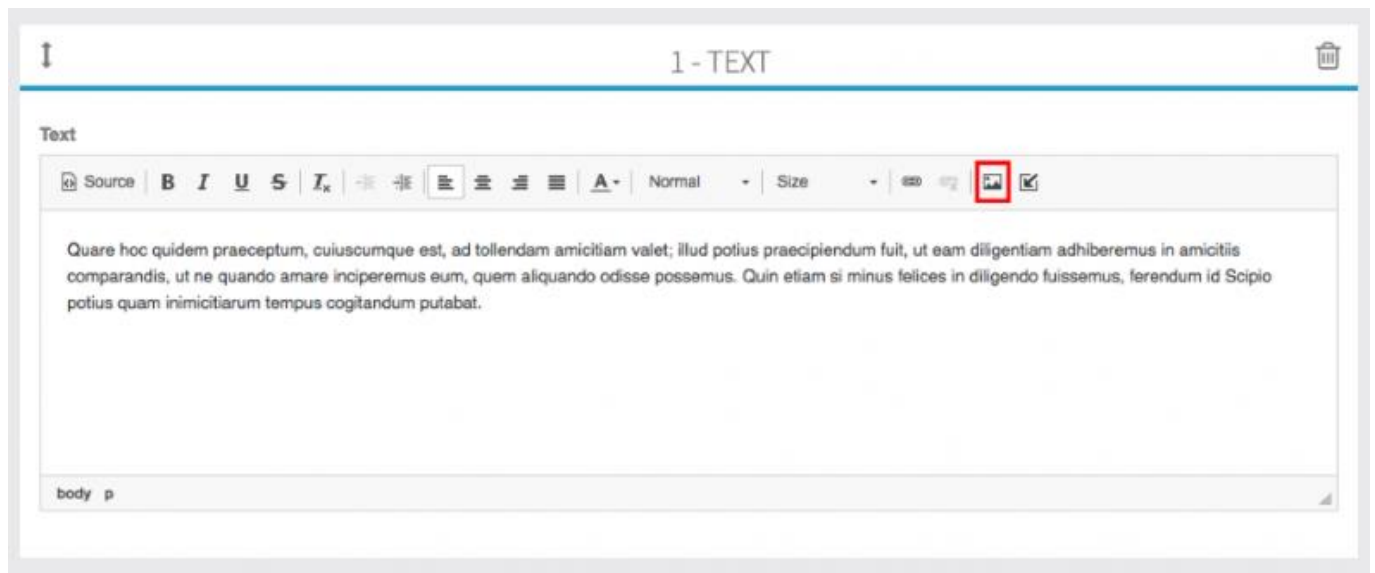 1 - TEXT
Text
Source B I U S Ix A Normal Size
Quare hoc quidem praeceptum, cuiuscumque est, ad tollendam amicitiam valet; illud potius praecipiendum fuit, ut eam diligentiam adhiberemus in amicitiis
comparandis, ut ne quando amare inciperemus eum, quem aliquando odisse possemus. Quin etiam si minus felices in diligendo fuissemus, ferendum id Scipio
potius quam inimicitiarum tempus cogitandum putabat.
body p